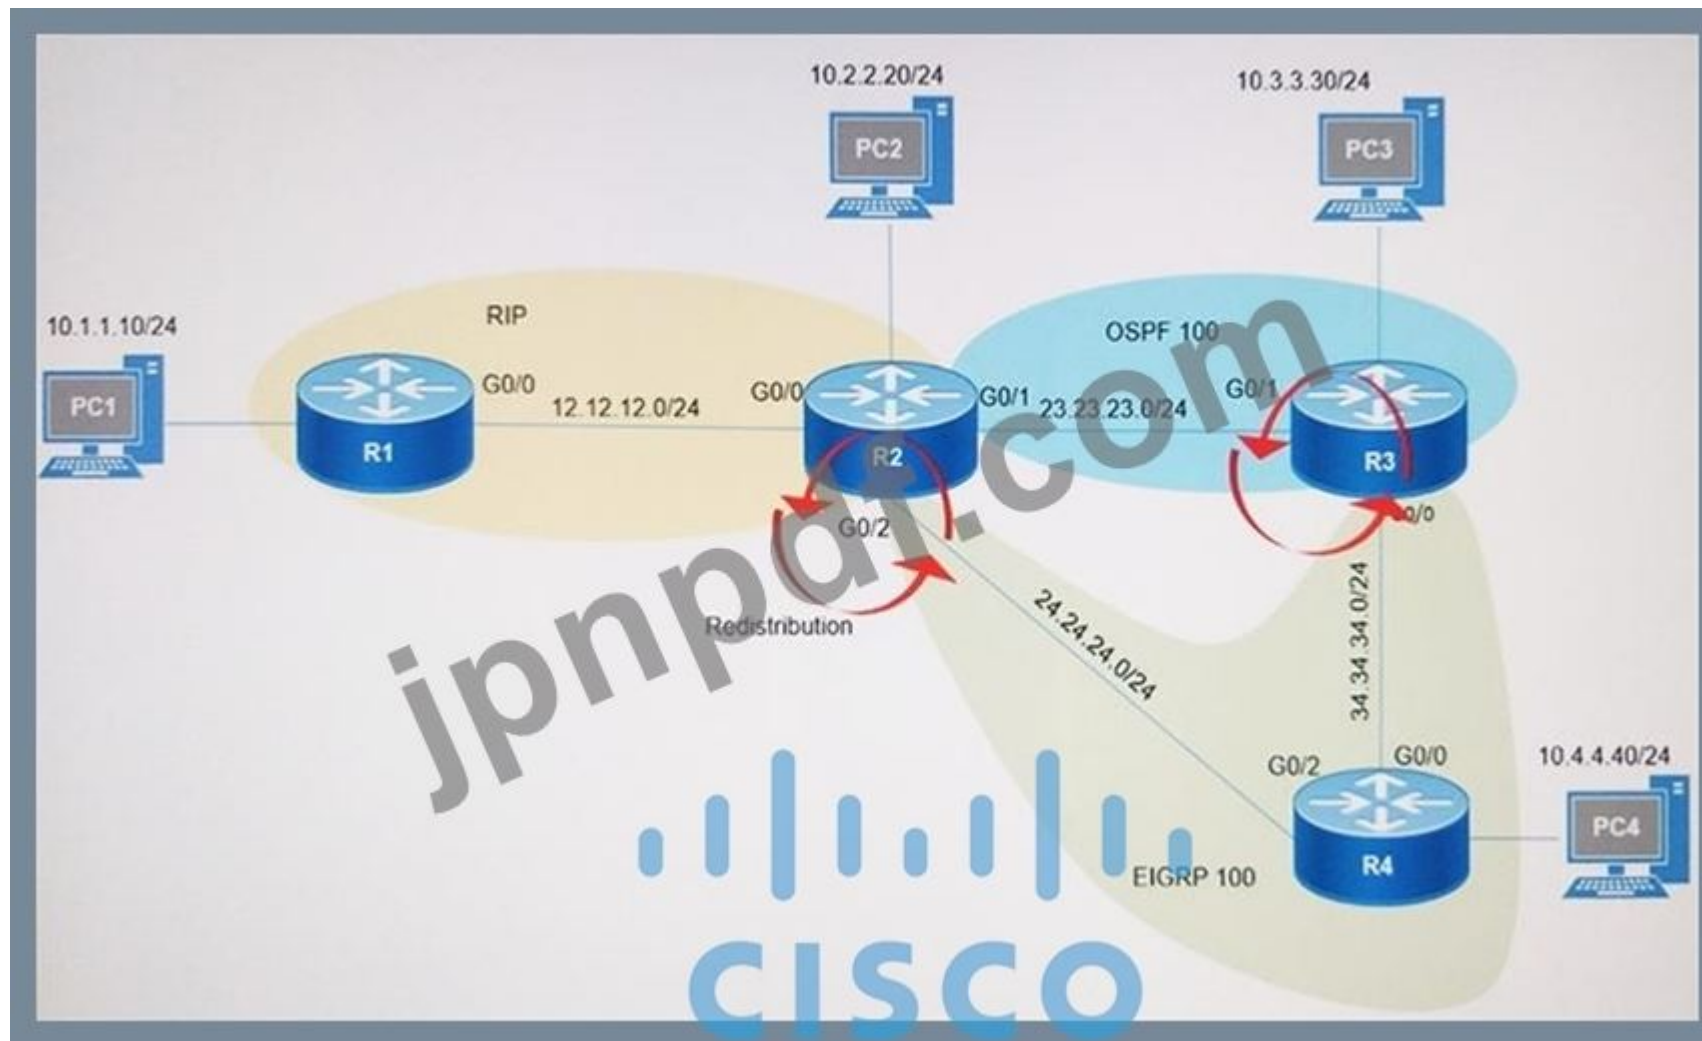 10.2.2.20/24
10.3.3.30/24
PC2
PC3
10.1.1.10/24
RIP
OSPF 100
PC1
G0/0
12.12.12.0/24
G0/0
G0/1
23.23.23.0/24
G0/1
R1
R2
R3
G0/2
G0/0
Redistribution
24.24.24.0/24
34.34.34.0/24
jpnpdf.com
G0/2
G0/0
10.4.4.40/24
PC4
R4
EIGRP 100
CISCO